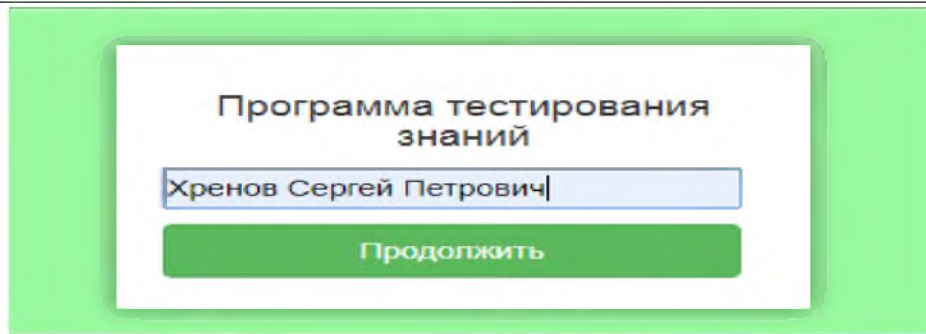 Программа тестирования
знаний
Хренов Сергей Петрович
Продолжить